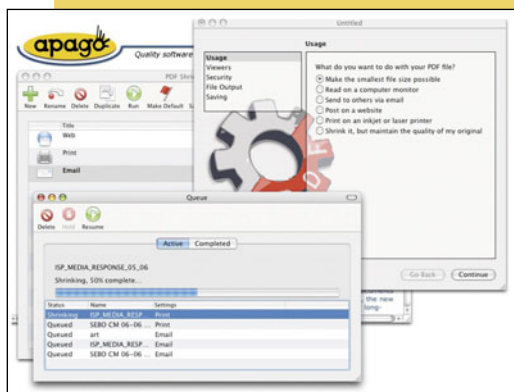 apago
Quality software
PDF Shrin
New Rename Delete Duplicate Run Make Default
Title
Web
Print
Email
Untitled
Usage
Viewers
Security
File Output
Saving
Usage
What do you want to do with your PDF file?
Make the smallest file size possible
Read on a computer monitor
Send to others via email
Post on a website
Print on an inkjet or laser printer
Shrink it, but maintain the quality of my original
PDF
Go Back Continue
the new
long-
Queue
Delete Hold Resume
Active Completed
ISP_MEDIA_RESPONSE_05_06
Shrinking, 50% complete...
Status Name Settings
Shrinking ISP_MEDIA_RESP... Print
Queued SEBO CM 06-06 ... Print
Queued art Email
Queued ISP_MEDIA_RESP... Email
Queued SEBO CM 06-06 ... Email